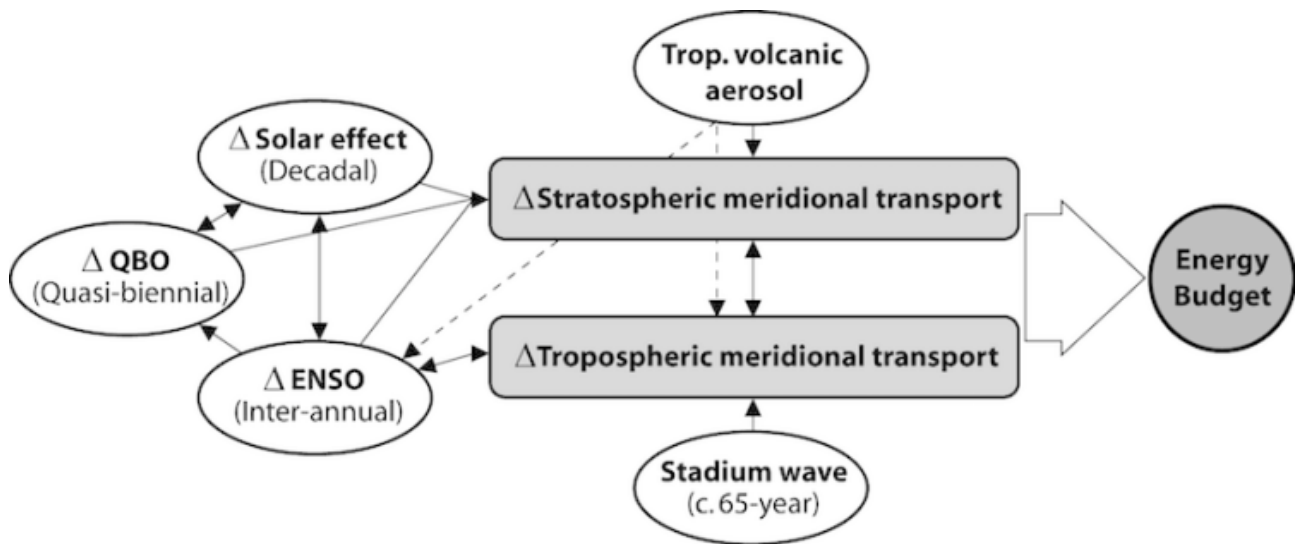 Trop. volcanic
aerosol
Δ Solar effect
(Decadal)
Δ Stratospheric meridional transport
Δ QBO
(Quasi-biennial)
Energy
Budget
Δ Tropospheric meridional transport
Δ ENSO
(Inter-annual)
Stadium wave
(c. 65-year)